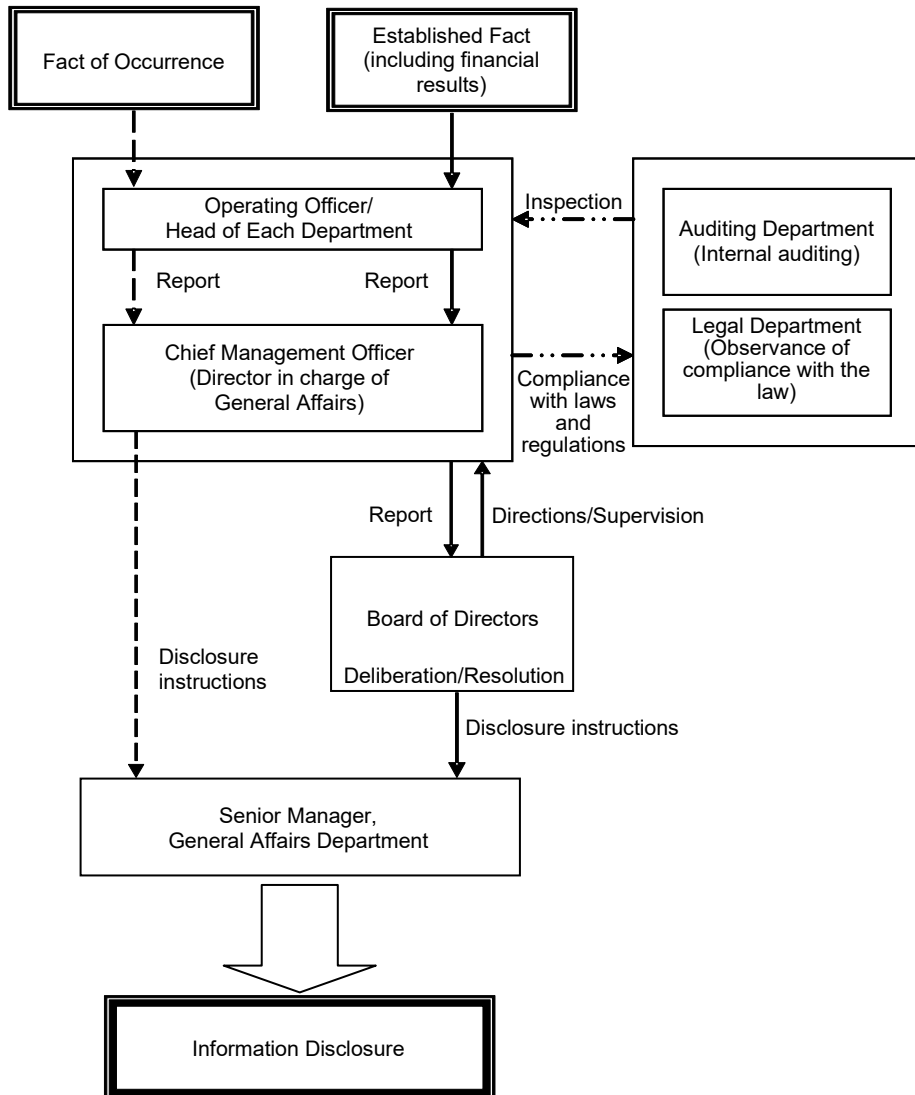 Fact of Occurrence
Established Fact
(including financial
results)
Operating Officer/
Head of Each Department
Inspection
Auditing Department
(Internal auditing)
Report
Report
Chief Management Officer
(Director in charge of
General Affairs)
Legal Department
(Observance of
compliance with the
law)
Compliance
with laws
and
regulations
Report
Directions/Supervision
Board of Directors
Deliberation/Resolution
Disclosure
instructions
Disclosure instructions
Senior Manager,
General Affairs Department
Information Disclosure